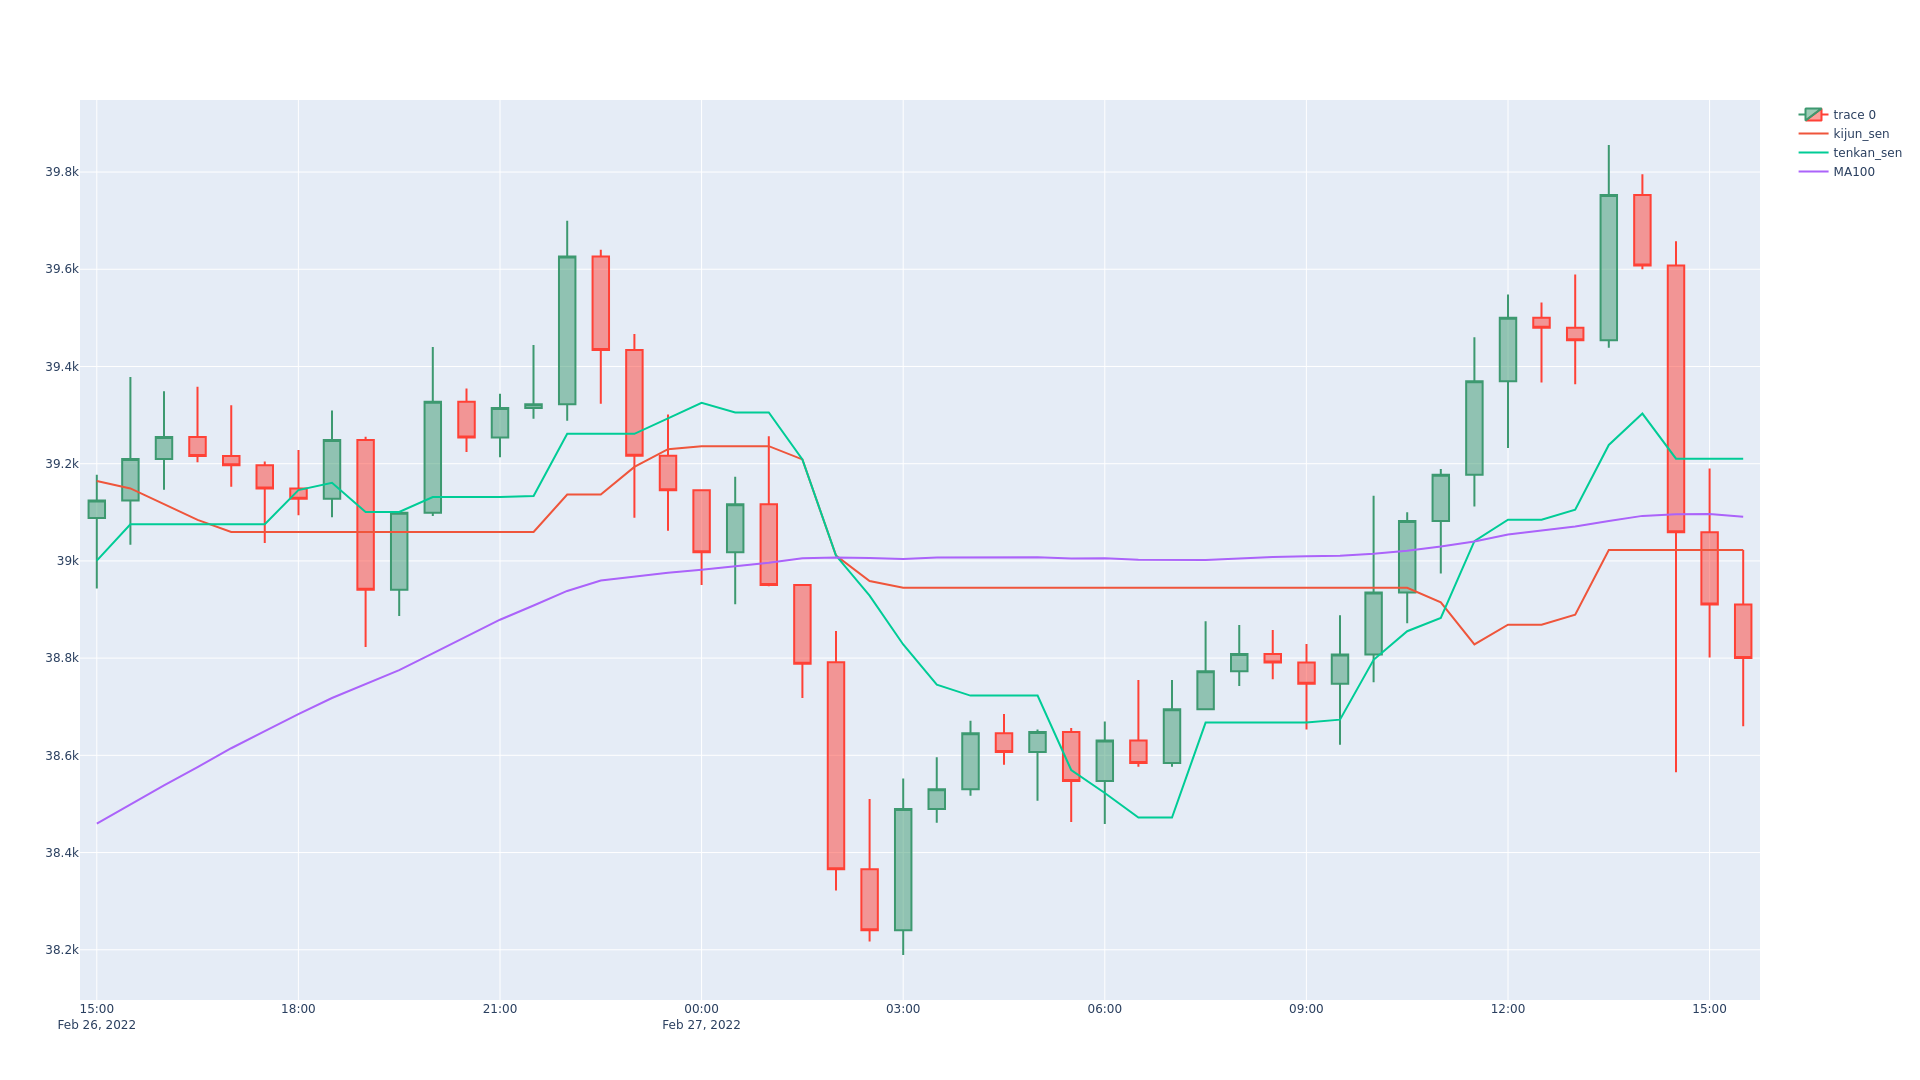 trace 0
kijun_sen
tenkan_sen
MA100
39.8k
39.6k
39.4k
39.2k
39k
38.8k
38.6k
38.4k
38.2k
15:00 18:00 21:00 00:00 03:00 06:00 09:00 12:00 15:00
Feb 26, 2022 Feb 27, 2022